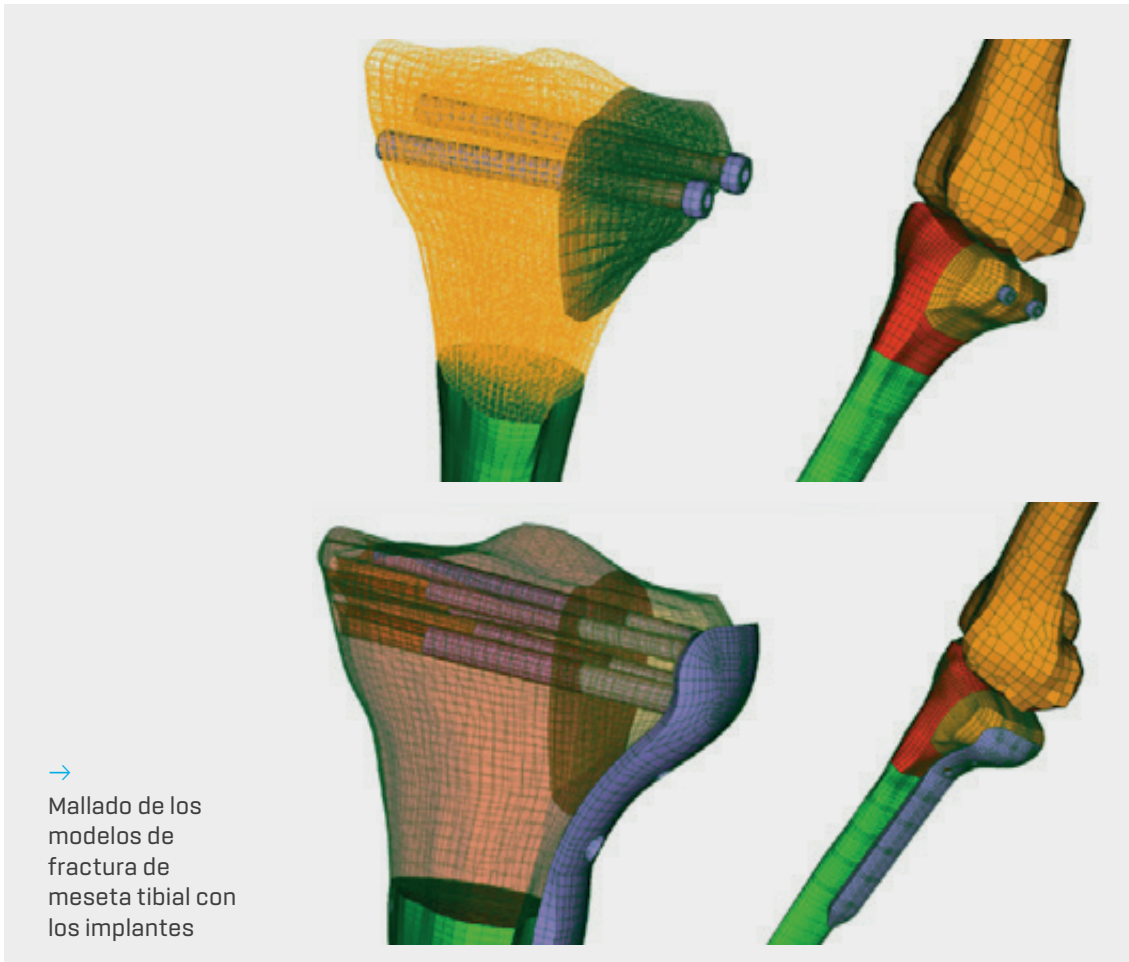 →
Mallado de los
modelos de
fractura de
meseta tibial con
los implantes